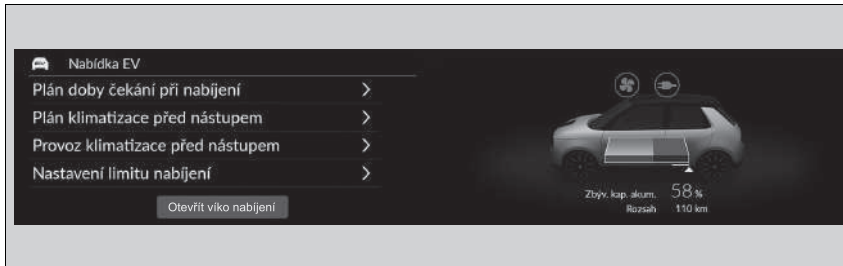 Nabídka EV
Plán doby čekání při nabíjení
Plán klimatizace před nástupem
Provoz klimatizace před nástupem
Nastavení limitu nabíjení
Otevřít víko nabíjení
Zbýv. kap. akum. 58 %
Rozsah 110 km